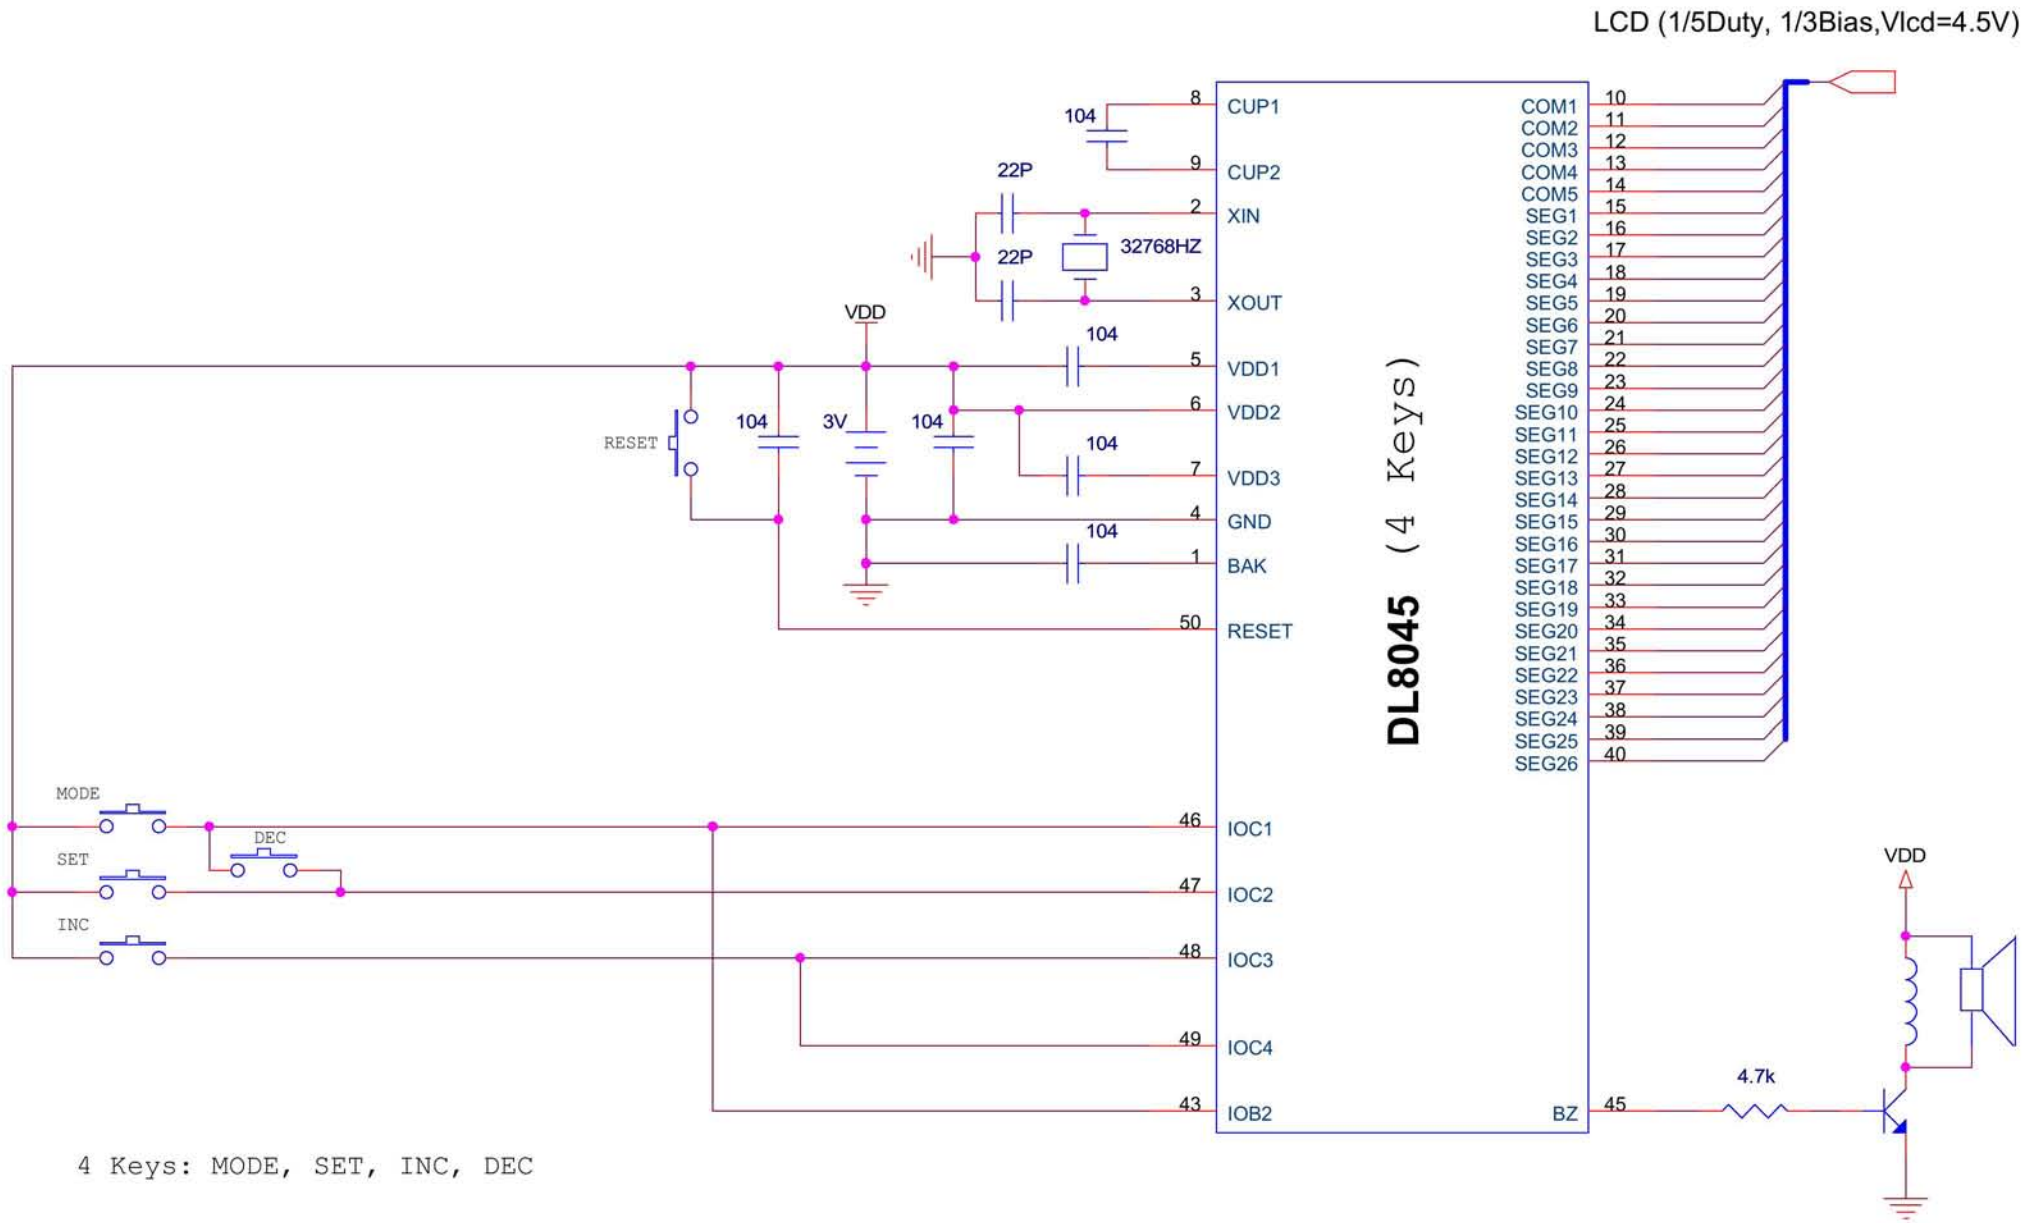 LCD (1/5Duty, 1/3Bias,Vlcd=4.5V)
104
8 CUP1
9 CUP2
22P
2 XIN
32768HZ
22P
3 XOUT
VDD
104
5 VDD1
6 VDD2
RESET
104
3V
104
104
7 VDD3
4 GND
104
1 BAK
50 RESET
DL8045 (4 Keys)
COM1 10
COM2 11
COM3 12
COM4 13
COM5 14
SEG1 15
SEG2 16
SEG3 17
SEG4 18
SEG5 19
SEG6 20
SEG7 21
SEG8 22
SEG9 23
SEG10 24
SEG11 25
SEG12 26
SEG13 27
SEG14 28
SEG15 29
SEG16 30
SEG17 31
SEG18 32
SEG19 33
SEG20 34
SEG21 35
SEG22 36
SEG23 37
SEG24 38
SEG25 39
SEG26 40
MODE
46 IOC1
DEC
SET
47 IOC2
INC
48 IOC3
49 IOC4
43 IOB2
VDD
4.7k
BZ 45
4 Keys: MODE, SET, INC, DEC